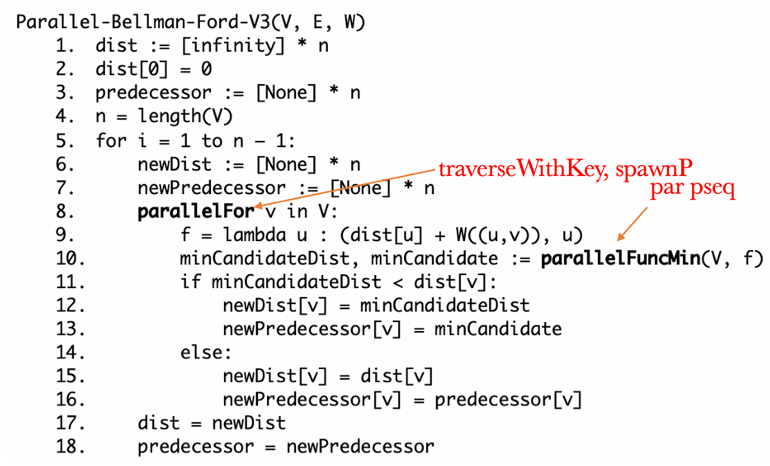 Parallel-Bellman-Ford-V3(V, E, W)
1. dist := [infinity] * n
2. dist[0] = 0
3. predecessor := [None] * n
4. n = length(V)
5. for i = 1 to n - 1:
6. newDist := [None] * n
traverseWithKey, spawnP
7. newPredecessor := [None] * n
par pseq
8. parallelFor v in V:
9. f = lambda u : (dist[u] + W((u,v)), u)
10. minCandidateDist, minCandidate := parallelFuncMin(V, f)
11. if minCandidateDist < dist[v]:
12. newDist[v] = minCandidateDist
13. newPredecessor[v] = minCandidate
14. else:
15. newDist[v] = dist[v]
16. newPredecessor[v] = predecessor[v]
17. dist = newDist
18. predecessor = newPredecessor